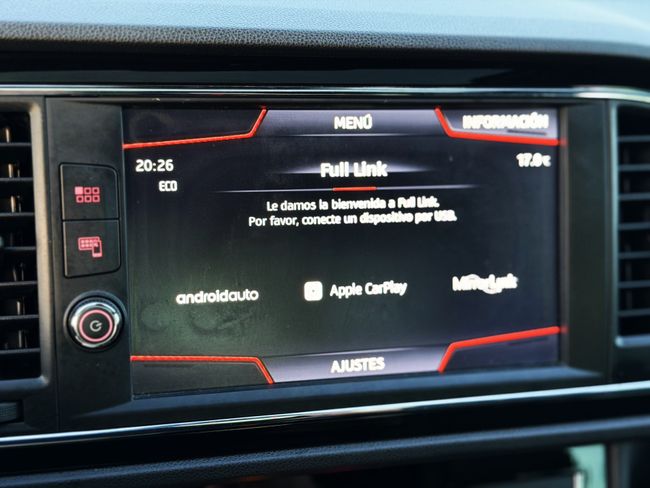 MENÚ
INFORMACIÓN
20:26
ECO
Full Link
17.0°C
Le damos la bienvenida a Full Link.
Por favor, conecte un dispositivo por USB.
androidauto
Apple CarPlay
MirrorLink
AJUSTES